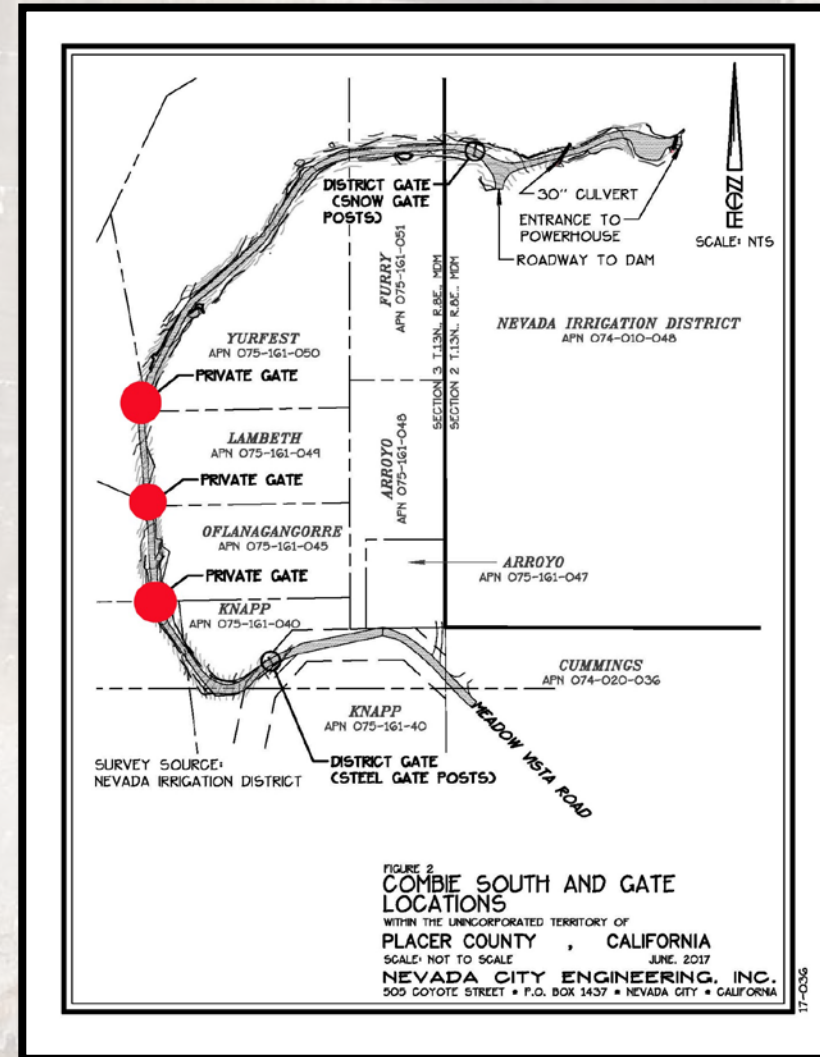 DISTRICT GATE
(SNOW GATE
POSTS)
30" CULVERT
ENTRANCE TO
POWERHOUSE
ROADWAY TO DAM
SCALE: NTS
FURRY
APN 075-161-051
SECTION 3 T.13N., R.8E., MDM
SECTION 2 T.13N., R.8E., MDM
NEVADA IRRIGATION DISTRICT
APN 074-010-048
YURFEST
APN 075-161-050
PRIVATE GATE
LAMBETH
APN 075-161-049
ARROYO
APN 075-161-048
PRIVATE GATE
OFLANAGANGORRE
APN 075-161-045
ARROYO
APN 075-161-047
PRIVATE GATE
KNAPP
APN 075-161-040
CUMMINGS
APN 074-020-036
KNAPP
APN 075-161-40
MEADOW VISTA ROAD
SURVEY SOURCE:
NEVADA IRRIGATION DISTRICT
DISTRICT GATE
(STEEL GATE POSTS)
FIGURE 2
COMBIE SOUTH AND GATE
LOCATIONS
WITHIN THE UNINCORPORATED TERRITORY OF
PLACER COUNTY , CALIFORNIA
SCALE: NOT TO SCALE JUNE, 2017
NEVADA CITY ENGINEERING, INC.
505 COYOTE STREET * P.O. BOX 1437 * NEVADA CITY * CALIFORNIA
17-036